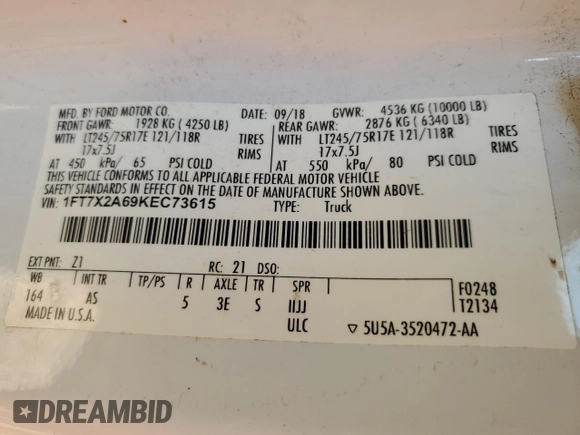 MFD. BY FORD MOTOR CO.
DATE: 09/18 GVWR: 4536 KG (10000 LB)
FRONT GAWR: 1928 KG ( 4250 LB) REAR GAWR: 2876 KG ( 6340 LB)
WITH LT245/75R17E 121/118R TIRES WITH LT245/75R17E 121/118R TIRES
17x7.5J RIMS 17x7.5J RIMS
AT 450 kPa/ 65 PSI COLD AT 550 kPa/ 80 PSI COLD
THIS VEHICLE CONFORMS TO ALL APPLICABLE FEDERAL MOTOR VEHICLE
SAFETY STANDARDS IN EFFECT ON THE DATE OF MANUFACTURE SHOWN ABOVE.
VIN: 1FT7X2A69KEC73615 TYPE: Truck
EXT PNT: Z1 RC: 21 DSO:
WB INT TR TP/PS R AXLE TR SPR F0248
164 AS 5 3E S IIJJ T2134
MADE IN U.S.A. ULC ▽ 5U5A-3520472-AA
DREAMBID